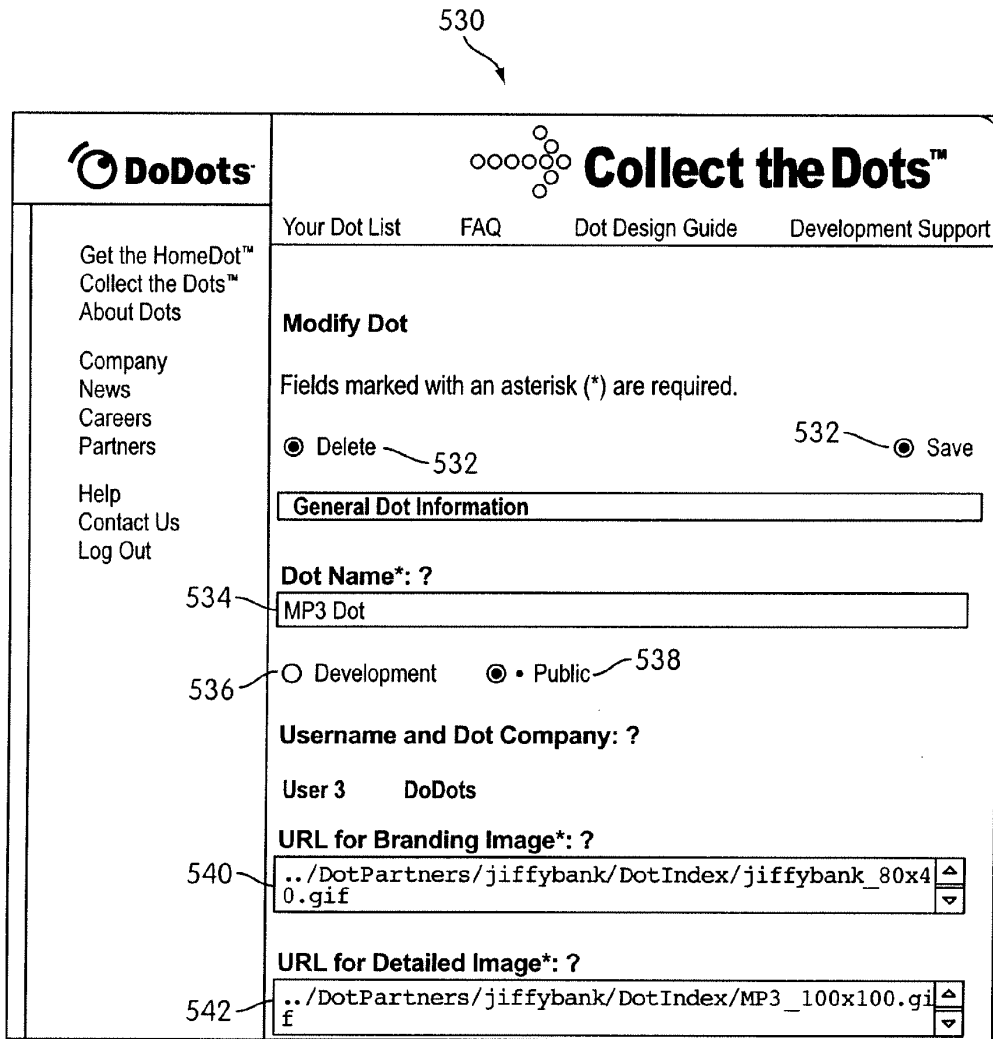 530
DoDots™
Collect the Dots™
Your Dot List FAQ Dot Design Guide Development Support
Get the HomeDot™
Collect the Dots™
About Dots
Company
News
Careers
Partners
Help
Contact Us
Log Out
Modify Dot
Fields marked with an asterisk (*) are required.
Delete 532 532 Save
General Dot Information
Dot Name*: ?
534 MP3 Dot
536 Development • Public 538
Username and Dot Company: ?
User 3 DoDots
URL for Branding Image*: ?
540 ../DotPartners/jiffybank/DotIndex/jiffybank_80x4
0.gif
URL for Detailed Image*: ?
542 ../DotPartners/jiffybank/DotIndex/MP3_100x100.gi
f